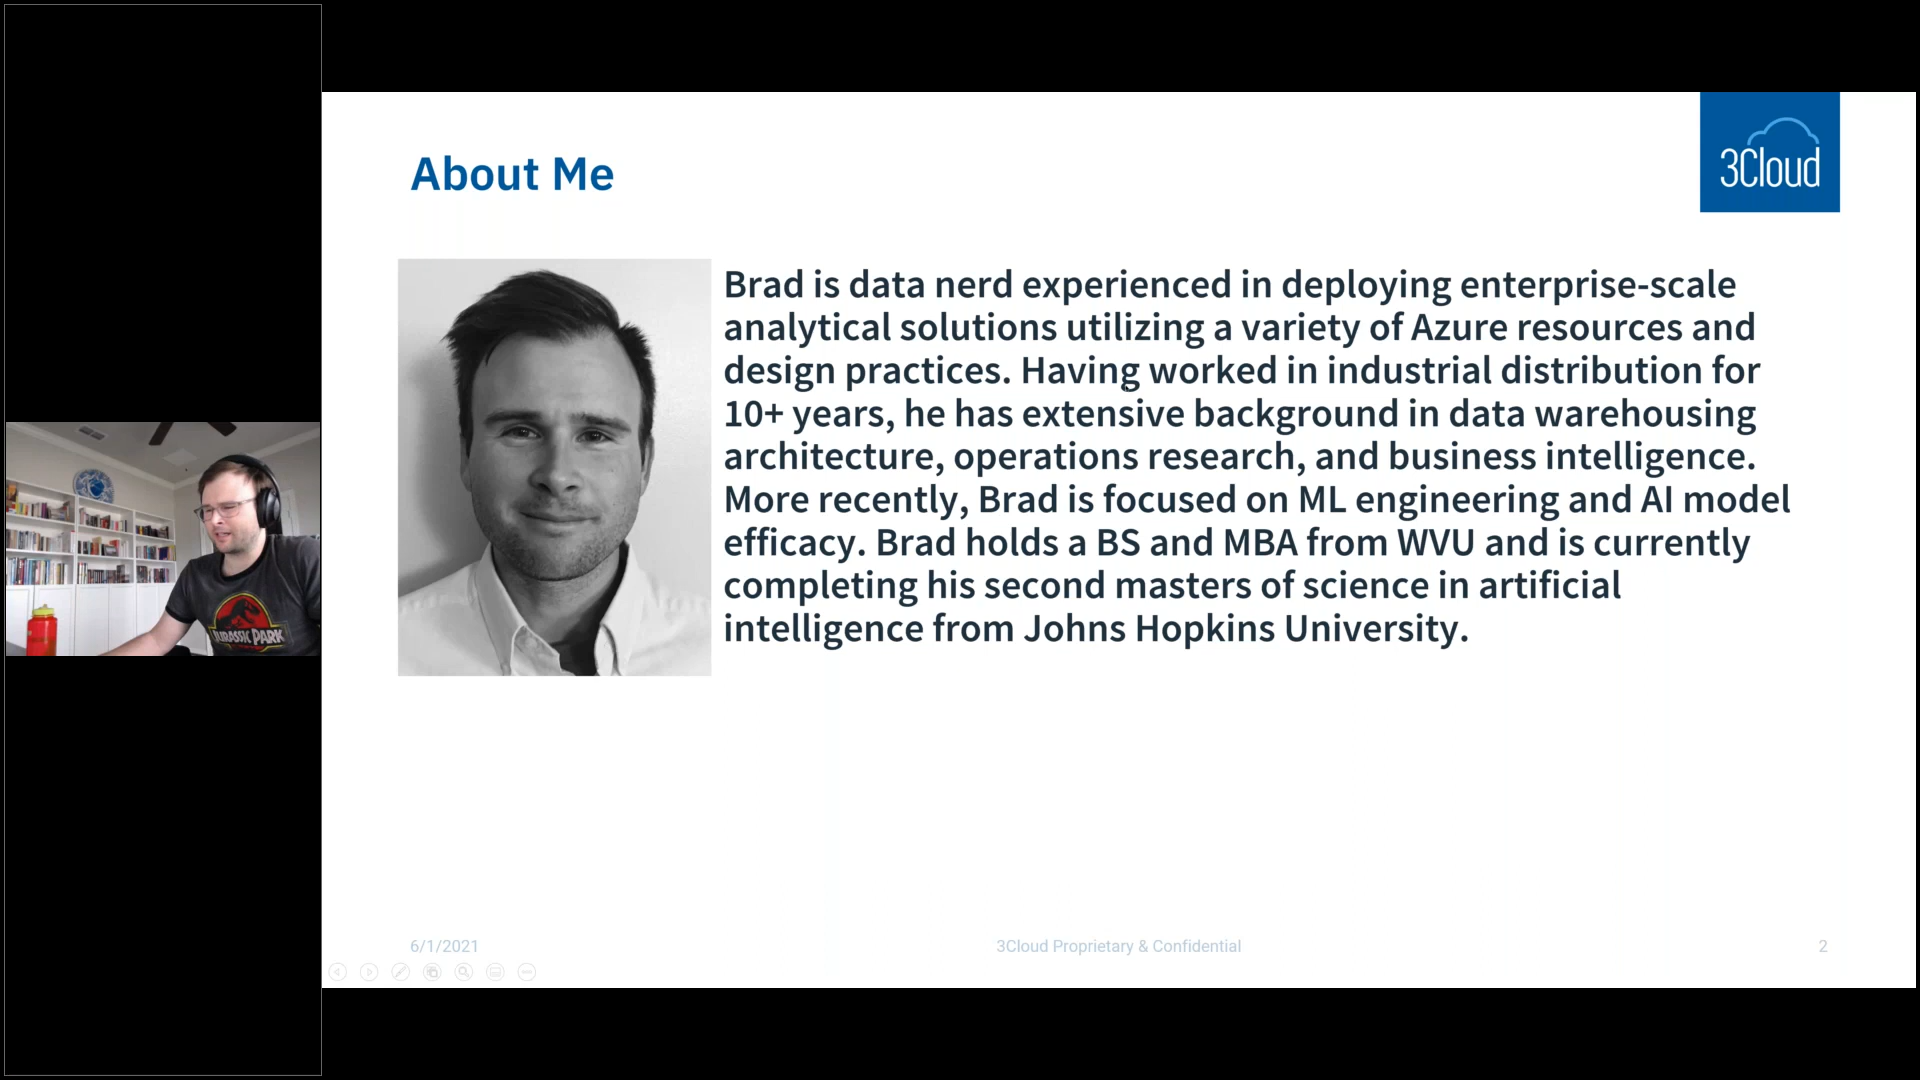 About Me
3Cloud
Brad is data nerd experienced in deploying enterprise-scale
analytical solutions utilizing a variety of Azure resources and
design practices. Having worked in industrial distribution for
10+ years, he has extensive background in data warehousing
architecture, operations research, and business intelligence.
More recently, Brad is focused on ML engineering and AI model
efficacy. Brad holds a BS and MBA from WVU and is currently
completing his second masters of science in artificial
intelligence from Johns Hopkins University.
JURASSIC PARK
6/1/2021
3Cloud Proprietary & Confidential
2